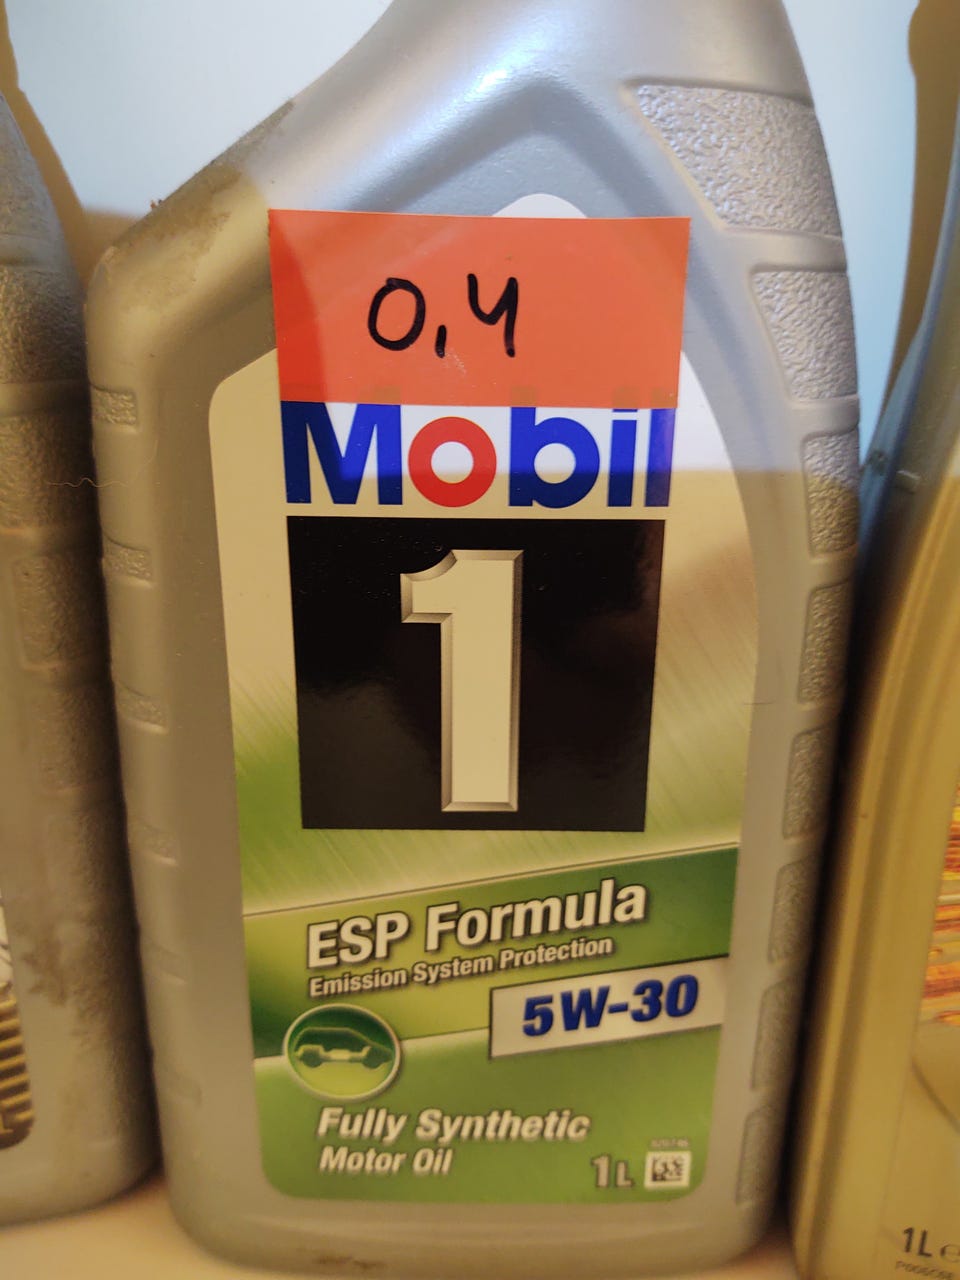 0,4
Mobil
1
ESP Formula
Emission System Protection
5W-30
Fully Synthetic
Motor Oil
1L
1L